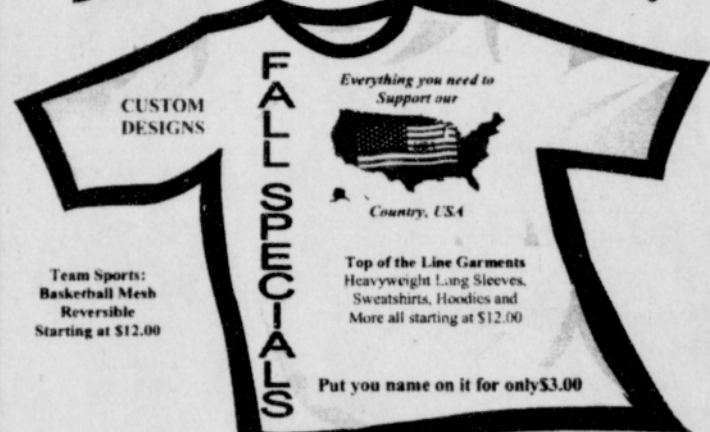 CUSTOM
DESIGNS
FALL SPECIALS
Everything you need to
Support our
USA
Country, USA
Team Sports:
Basketball Mesh
Reversible
Starting at $12.00
Top of the Line Garments
Heavyweight Long Sleeves,
Sweatshirts, Hoodies and
More all starting at $12.00
Put you name on it for only$3.00